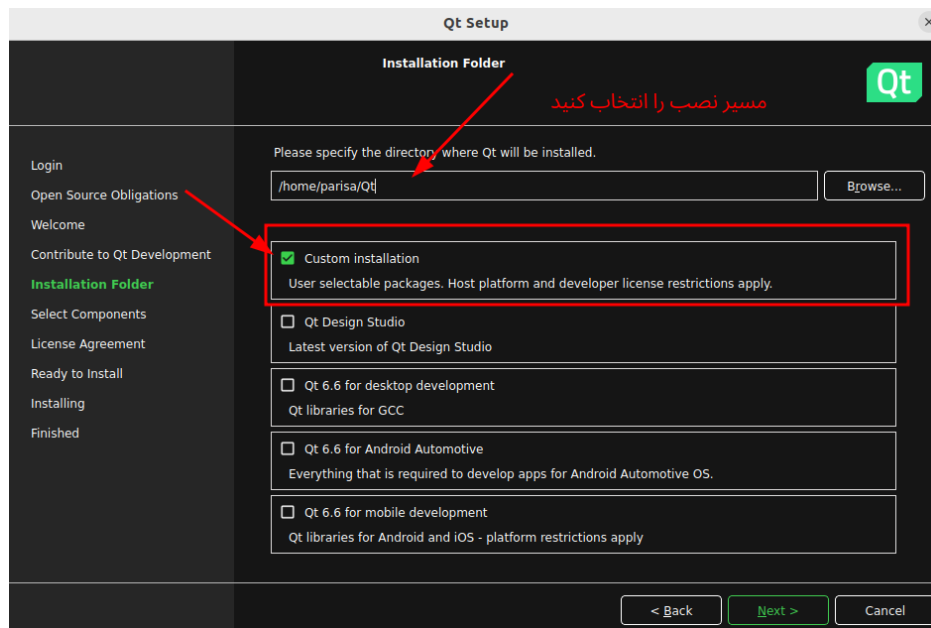 Qt Setup
Installation Folder
Qt
مسیر نصب را انتخاب کنید
Login
Open Source Obligations
Welcome
Contribute to Qt Development
Installation Folder
Select Components
License Agreement
Ready to Install
Installing
Finished
Please specify the directory where Qt will be installed.
/home/parisa/Qt
Browse...
Custom installation
User selectable packages. Host platform and developer license restrictions apply.
Qt Design Studio
Latest version of Qt Design Studio
Qt 6.6 for desktop development
Qt libraries for GCC
Qt 6.6 for Android Automotive
Everything that is required to develop apps for Android Automotive OS.
Qt 6.6 for mobile development
Qt libraries for Android and iOS - platform restrictions apply
< Back
Next >
Cancel